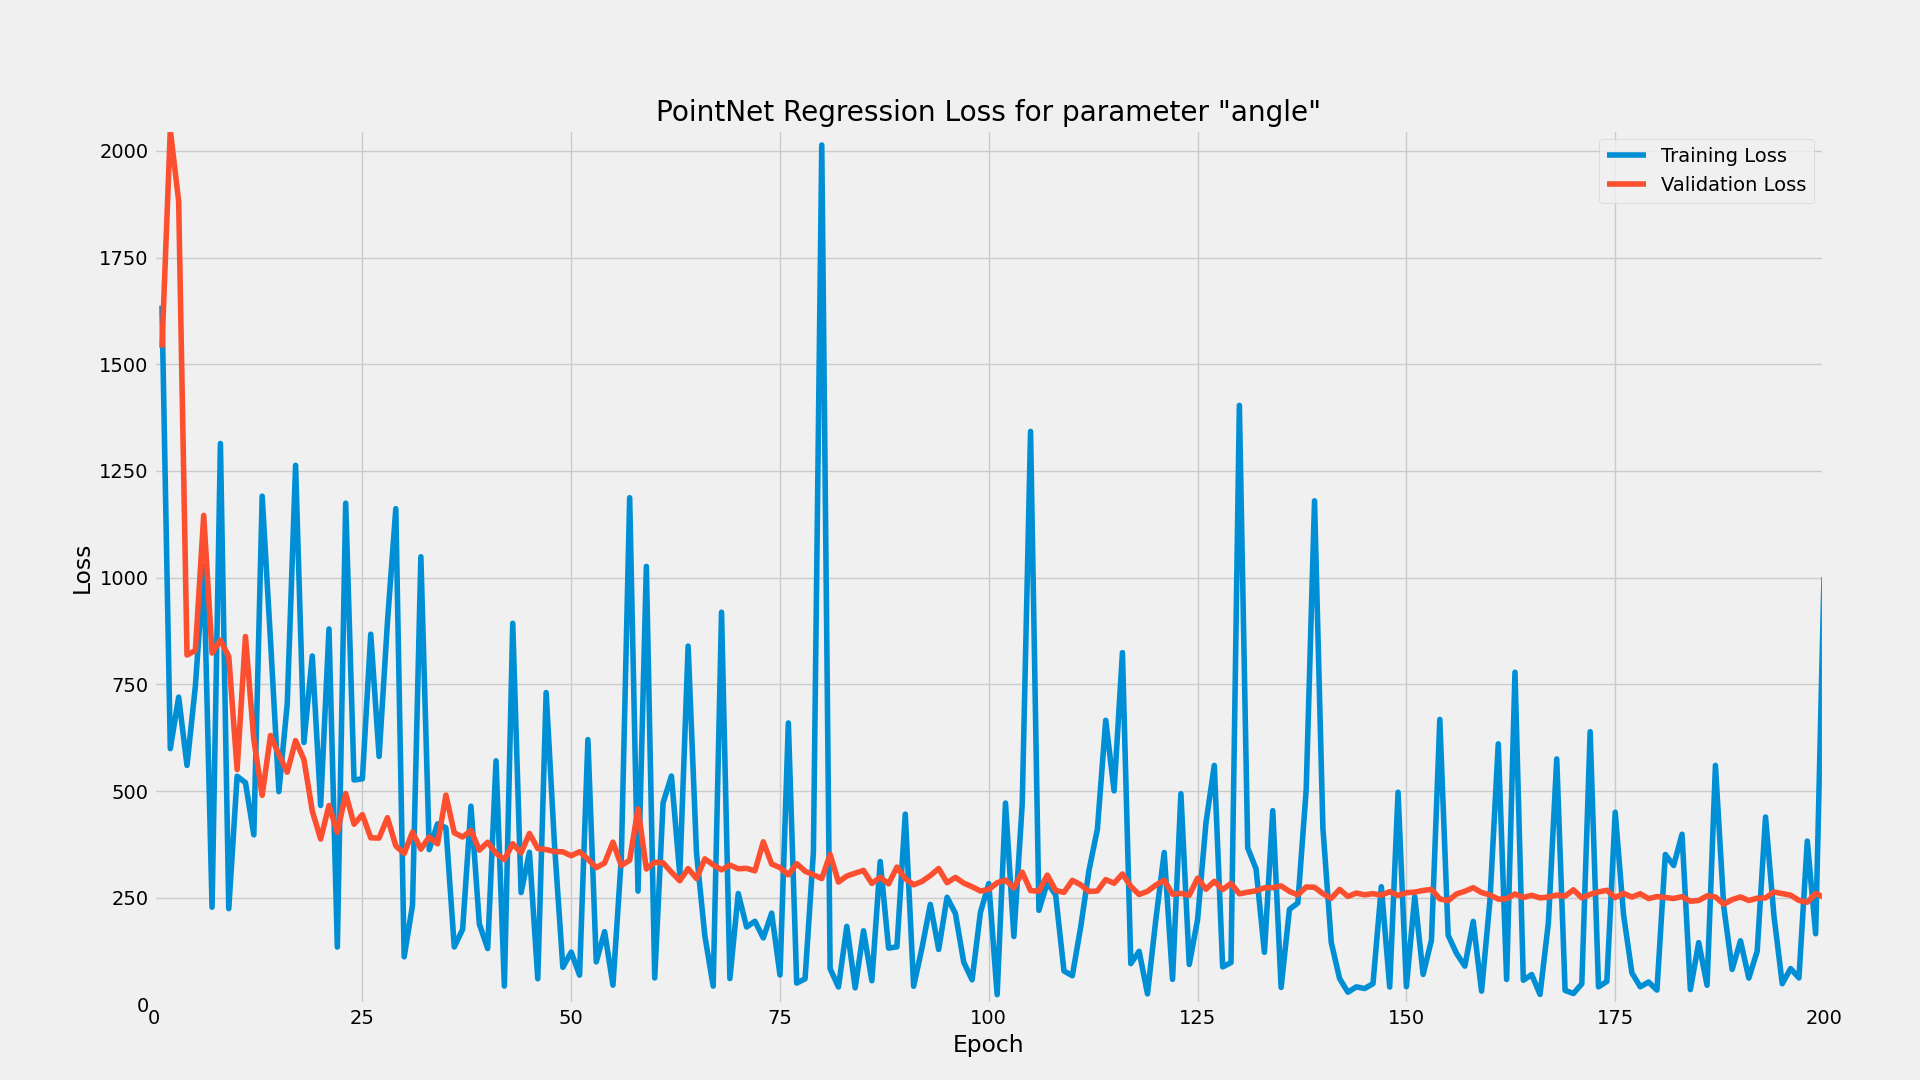 PointNet Regression Loss for parameter "angle"
Training Loss
Validation Loss
2000
1750
1500
1250
1000
750
500
250
0
Loss
0 25 50 75 100 125 150 175 200
Epoch